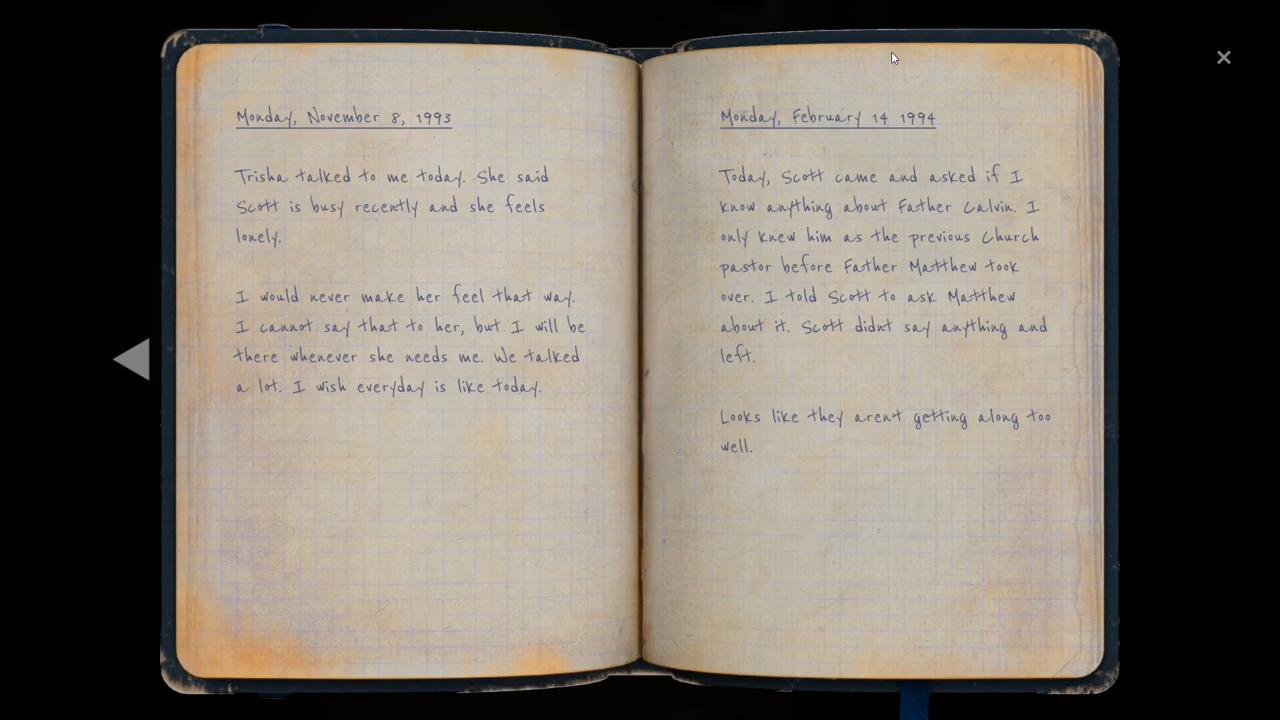 Monday, November 8, 1993
Trisha talked to me today. She said
Scott is busy recently and she feels
lonely.
I would never make her feel that way.
I cannot say that to her, but I will be
there whenever she needs me. We talked
a lot. I wish everyday is like today.
Monday, February 14 1994
Today, Scott came and asked if I
know anything about Father Calvin. I
only knew him as the previous Church
pastor before Father Matthew took
over. I told Scott to ask Matthew
about it. Scott didnt say anything and
left.
Looks like they arent getting along too
well.